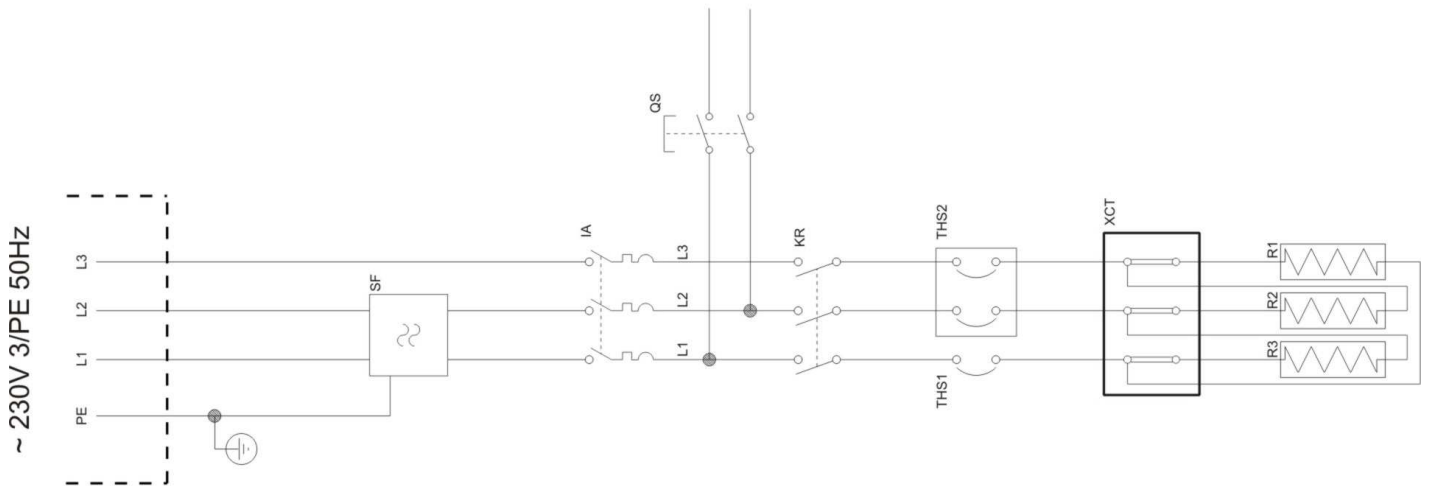 ~ 230V 3/PE 50Hz
L3
L2
L1
PE
SF
IA
L3
L2
L1
QS
KR
THS2
THS1
XCT
R1
R2
R3